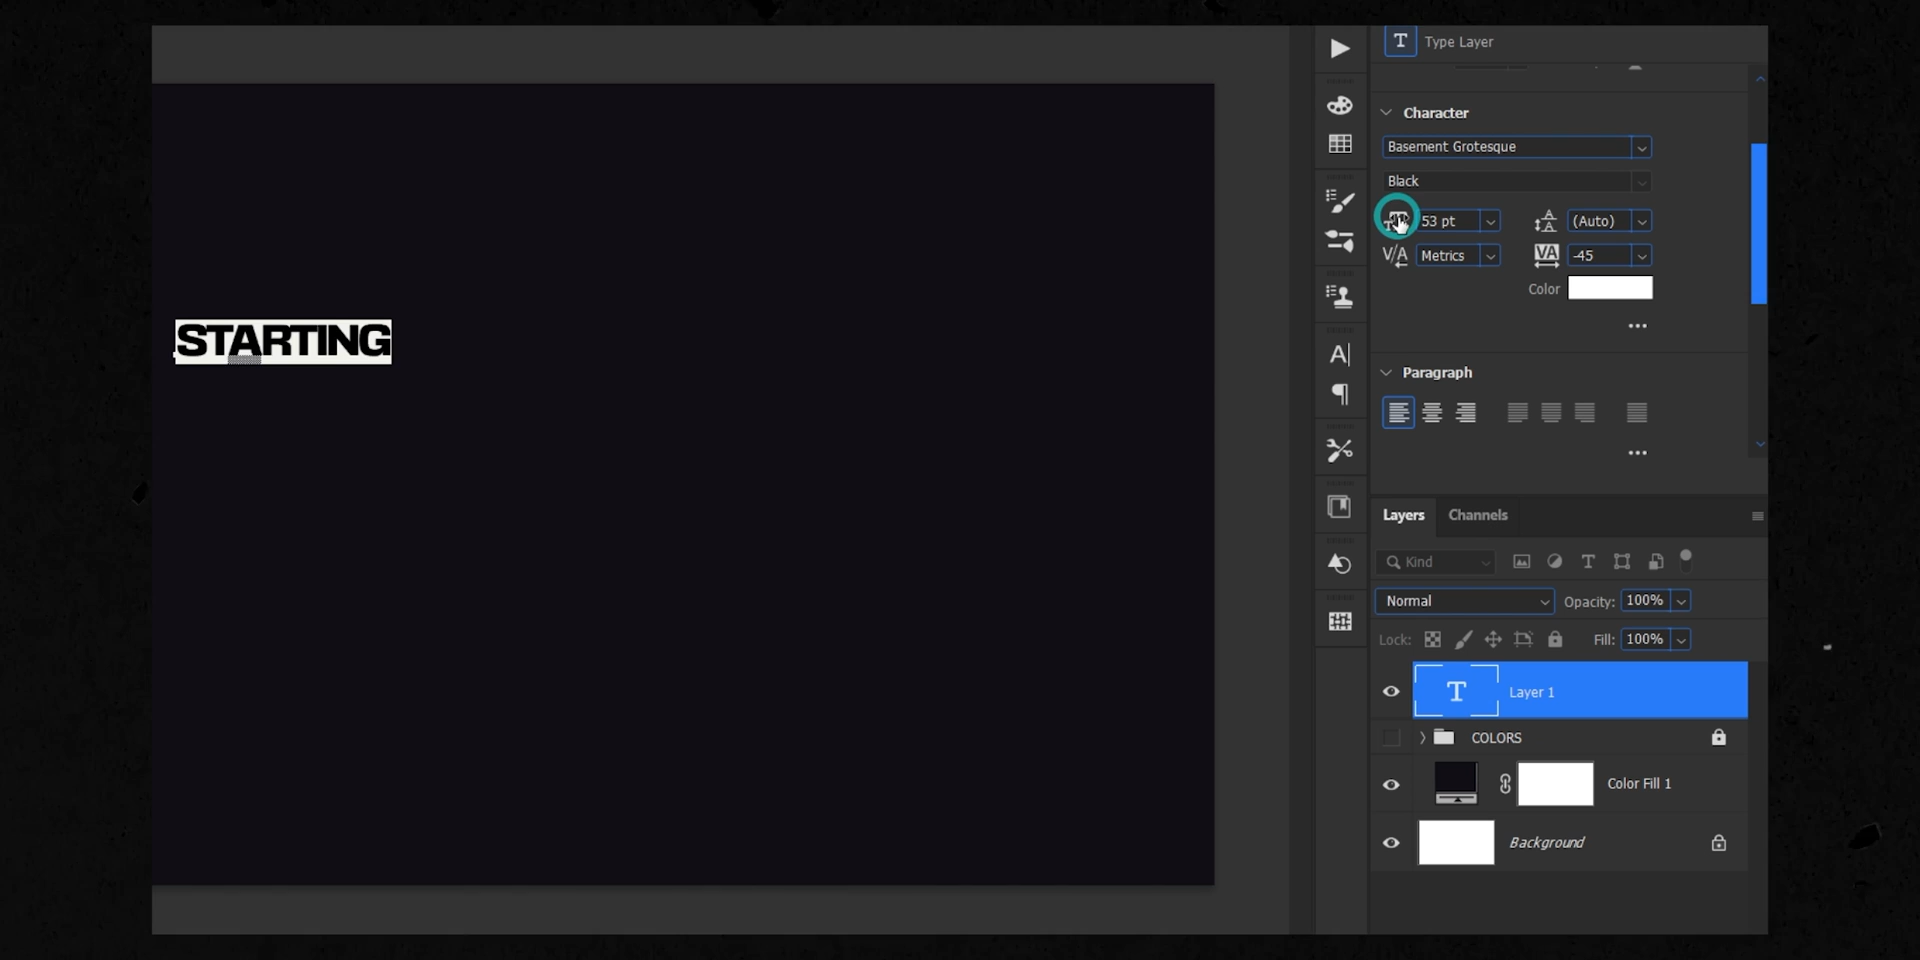 T Type Layer
Character
Basement Grotesque
Black
53 pt (Auto)
V/A Metrics VA -45
Color
STARTING
A
¶
Paragraph
Layers Channels
Kind T
Normal Opacity: 100%
Lock: Fill: 100%
T Layer 1
COLORS
Color Fill 1
Background